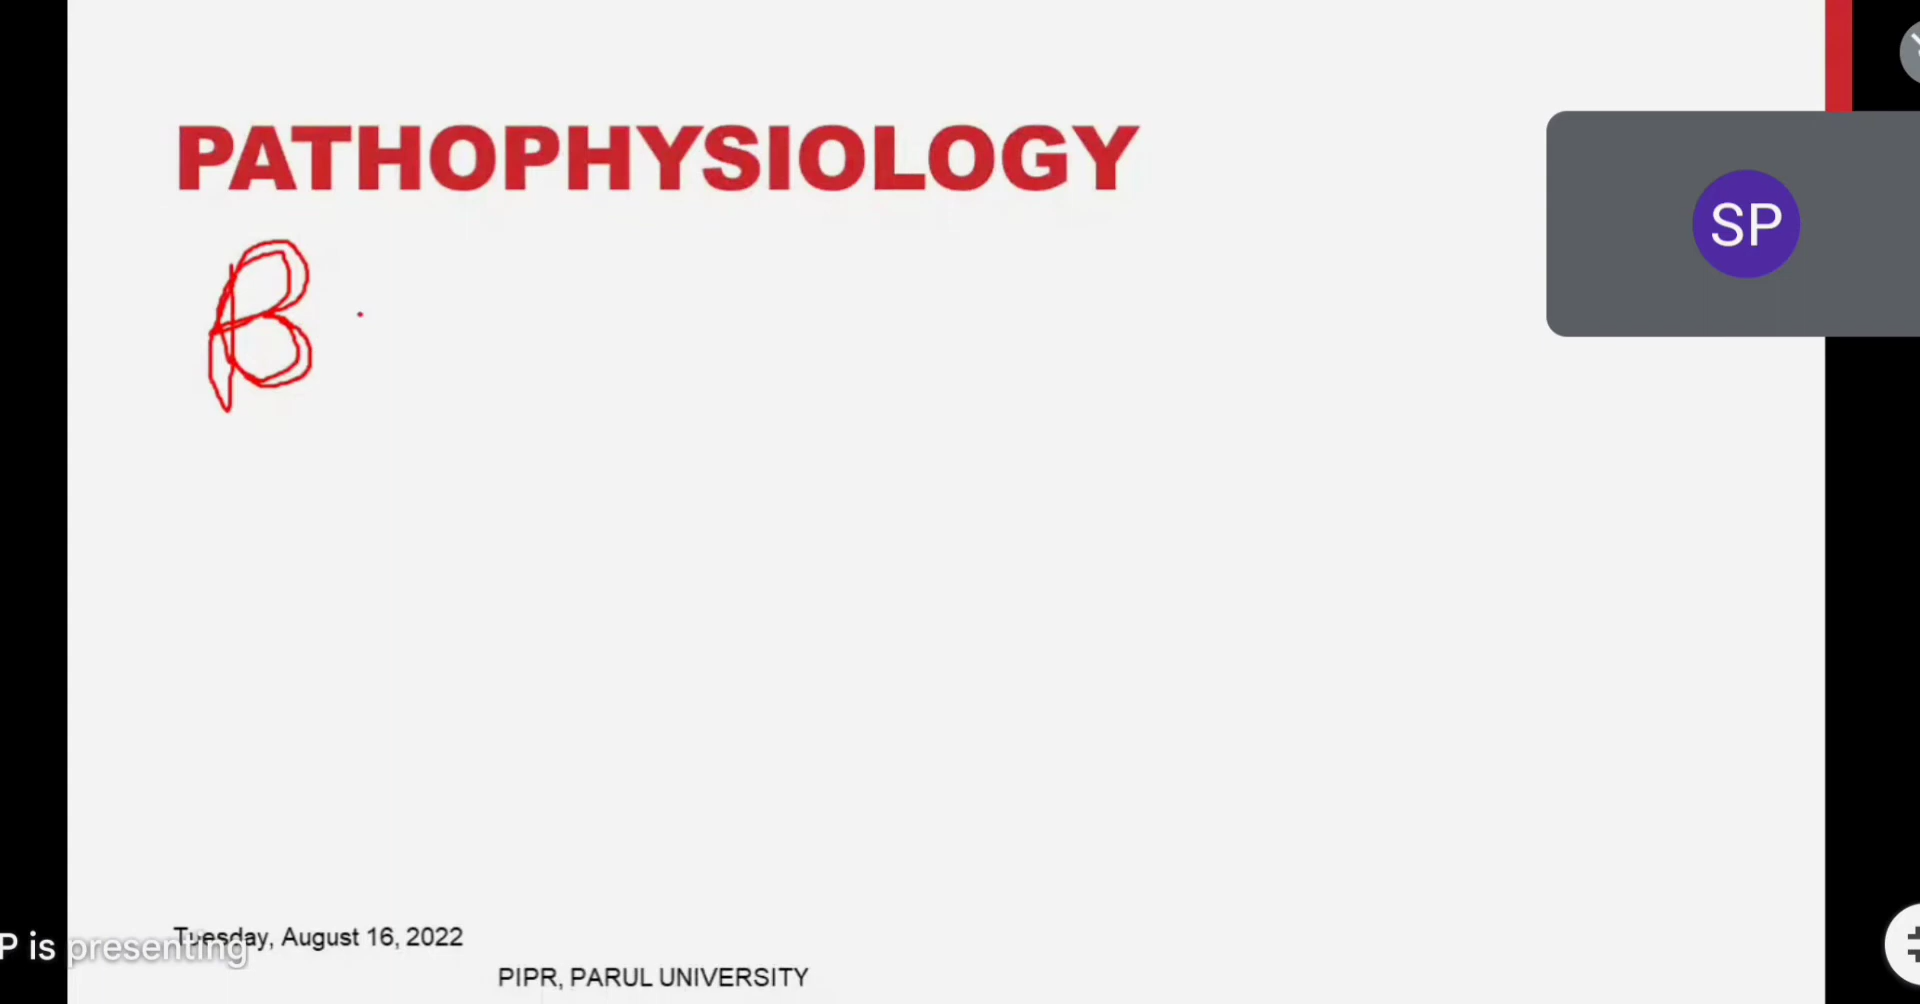 PATHOPHYSIOLOGY
SP
B
Tuesday, August 16, 2022
P is presenting
PIPR, PARUL UNIVERSITY